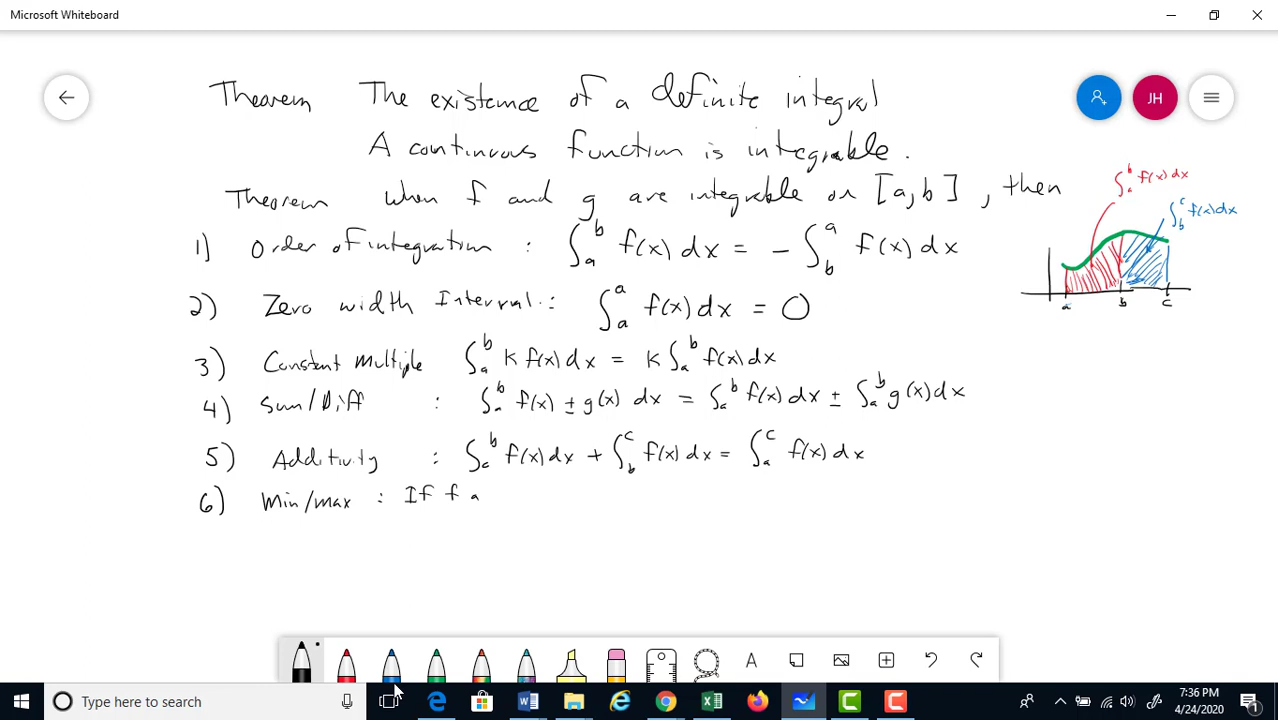 Microsoft Whiteboard
JH
Theorem The existence of a definite integral
A continuous function is integrable.
Theorem When f and g are integrable on [a,b], then
1) Order of integration : ∫_a^b f(x) dx = - ∫_b^a f(x) dx
2) Zero width Interval : ∫_a^a f(x) dx = 0
3) Constant Multiple ∫_a^b K f(x) dx = K ∫_a^b f(x) dx
4) Sum/Diff : ∫_a^b f(x) ± g(x) dx = ∫_a^b f(x) dx ± ∫_a^b g(x) dx
5) Additivity : ∫_a^b f(x) dx + ∫_b^c f(x) dx = ∫_a^c f(x) dx
6) Min/max : If f a
∫_a^b f(x) dx
∫_b^c f(x) dx
a b c
A
Type here to search
7:36 PM
4/24/2020
1